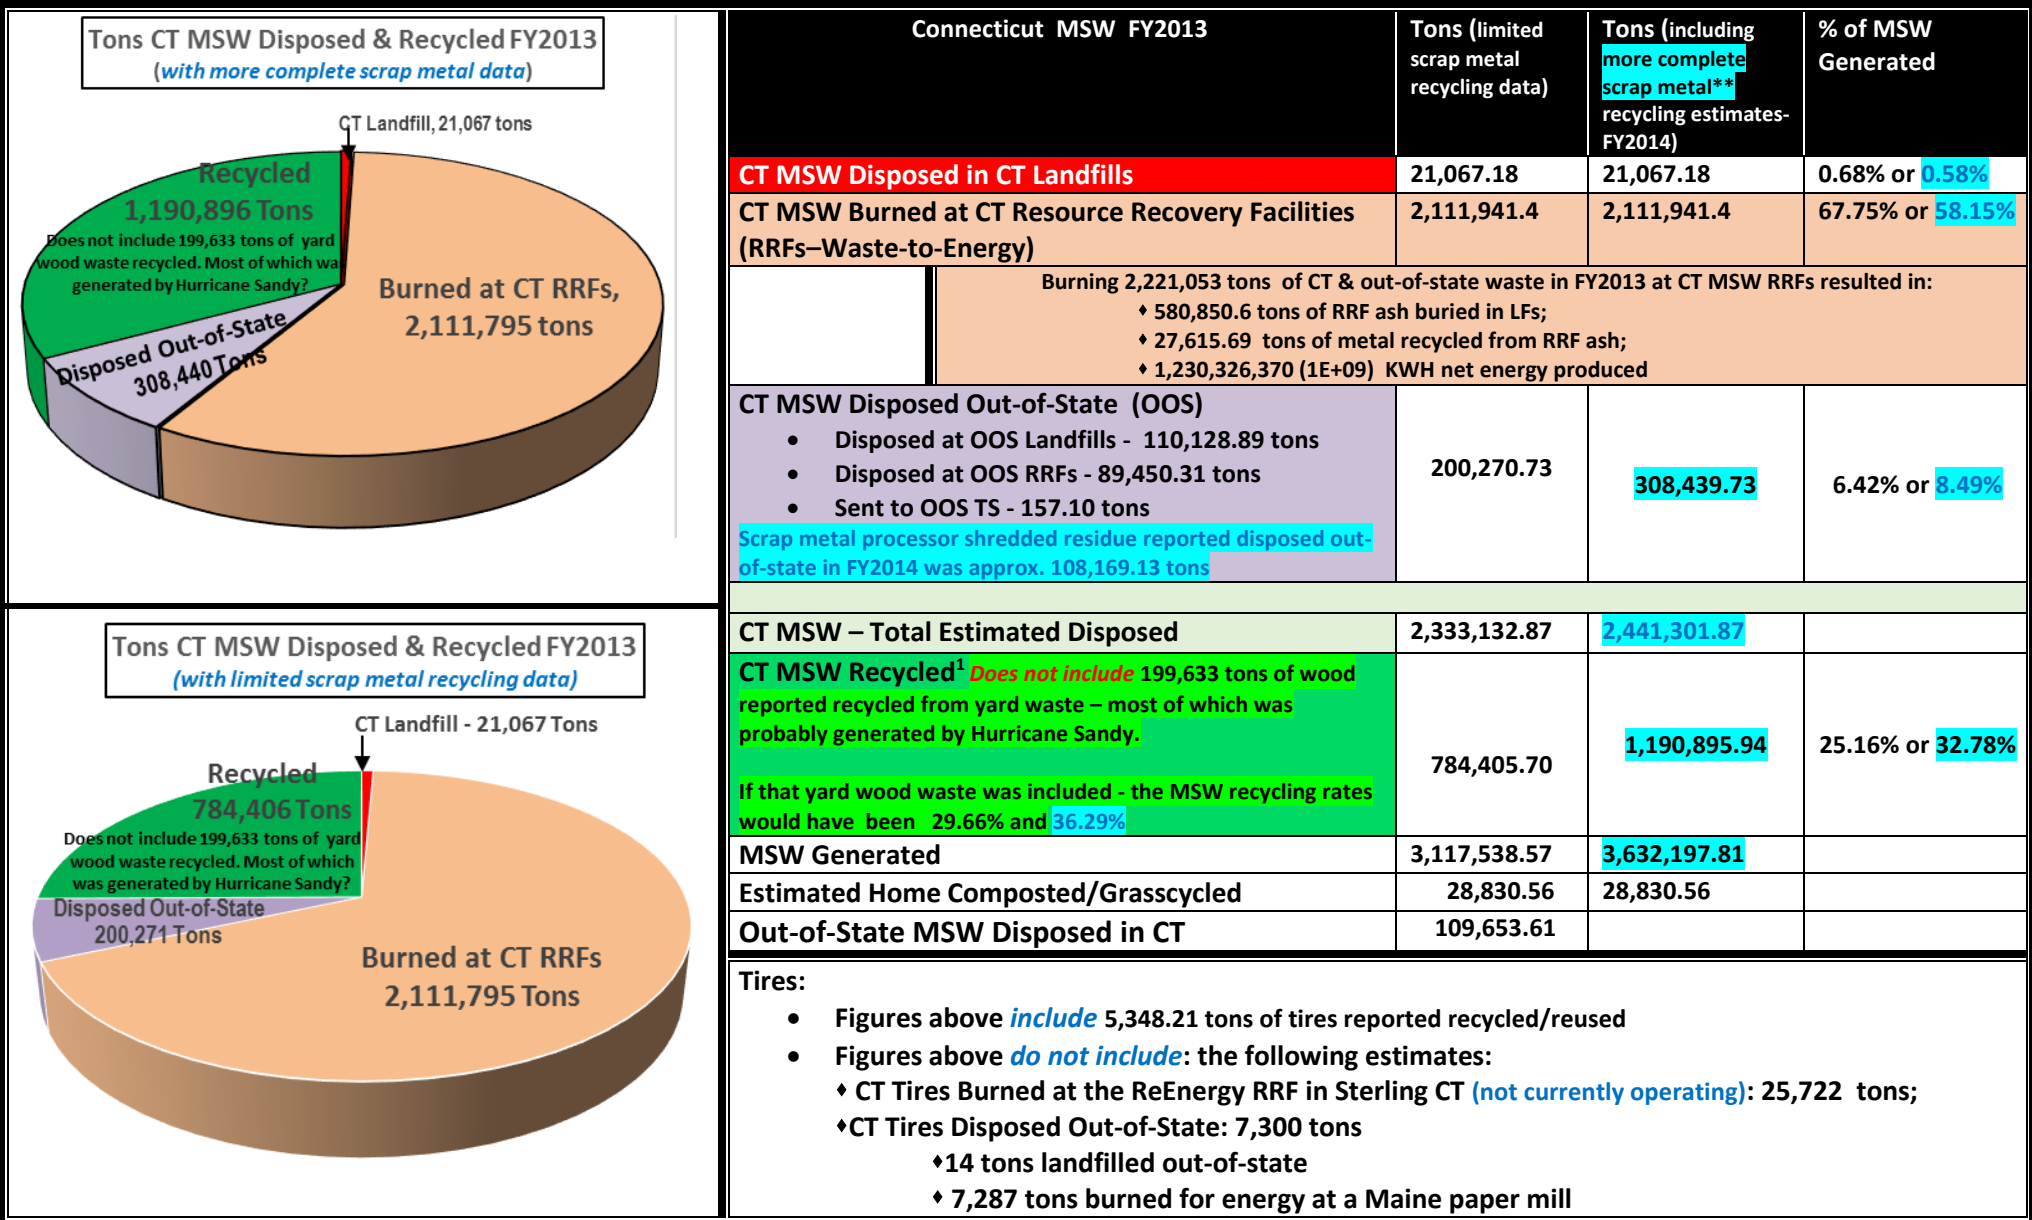 Tons CT MSW Disposed & Recycled FY2013
(with more complete scrap metal data)
CT Landfill, 21,067 tons
Recycled
1,190,896 Tons
Does not include 199,633 tons of yard
wood waste recycled. Most of which wa
generated by Hurricane Sandy?
Burned at CT RRFs,
2,111,795 tons
Disposed Out-of-State
308,440 Tons
Tons CT MSW Disposed & Recycled FY2013
(with limited scrap metal recycling data)
CT Landfill - 21,067 Tons
Recycled
784,406 Tons
Does not include 199,633 tons of yard
wood waste recycled. Most of which
was generated by Hurricane Sandy?
Disposed Out-of-State
200,271 Tons
Burned at CT RRFs
2,111,795 Tons
Connecticut MSW FY2013
Tons (limited
scrap metal
recycling data)
Tons (including
more complete
scrap metal**
recycling estimates-
FY2014)
% of MSW
Generated
CT MSW Disposed in CT Landfills
21,067.18
21,067.18
0.68% or 0.58%
CT MSW Burned at CT Resource Recovery Facilities
(RRFs–Waste-to-Energy)
2,111,941.4
2,111,941.4
67.75% or 58.15%
Burning 2,221,053 tons of CT & out-of-state waste in FY2013 at CT MSW RRFs resulted in:
♦ 580,850.6 tons of RRF ash buried in LFs;
♦ 27,615.69 tons of metal recycled from RRF ash;
♦ 1,230,326,370 (1E+09) KWH net energy produced
CT MSW Disposed Out-of-State (OOS)
• Disposed at OOS Landfills - 110,128.89 tons
• Disposed at OOS RRFs - 89,450.31 tons
• Sent to OOS TS - 157.10 tons
Scrap metal processor shredded residue reported disposed out-
of-state in FY2014 was approx. 108,169.13 tons
200,270.73
308,439.73
6.42% or 8.49%
CT MSW – Total Estimated Disposed
2,333,132.87
2,441,301.87
CT MSW Recycled¹ Does not include 199,633 tons of wood
reported recycled from yard waste – most of which was
probably generated by Hurricane Sandy.
If that yard wood waste was included - the MSW recycling rates
would have been 29.66% and 36.29%
784,405.70
1,190,895.94
25.16% or 32.78%
MSW Generated
3,117,538.57
3,632,197.81
Estimated Home Composted/Grasscycled
28,830.56
28,830.56
Out-of-State MSW Disposed in CT
109,653.61
Tires:
• Figures above include 5,348.21 tons of tires reported recycled/reused
• Figures above do not include: the following estimates:
♦ CT Tires Burned at the ReEnergy RRF in Sterling CT (not currently operating): 25,722 tons;
♦CT Tires Disposed Out-of-State: 7,300 tons
♦14 tons landfilled out-of-state
♦ 7,287 tons burned for energy at a Maine paper mill